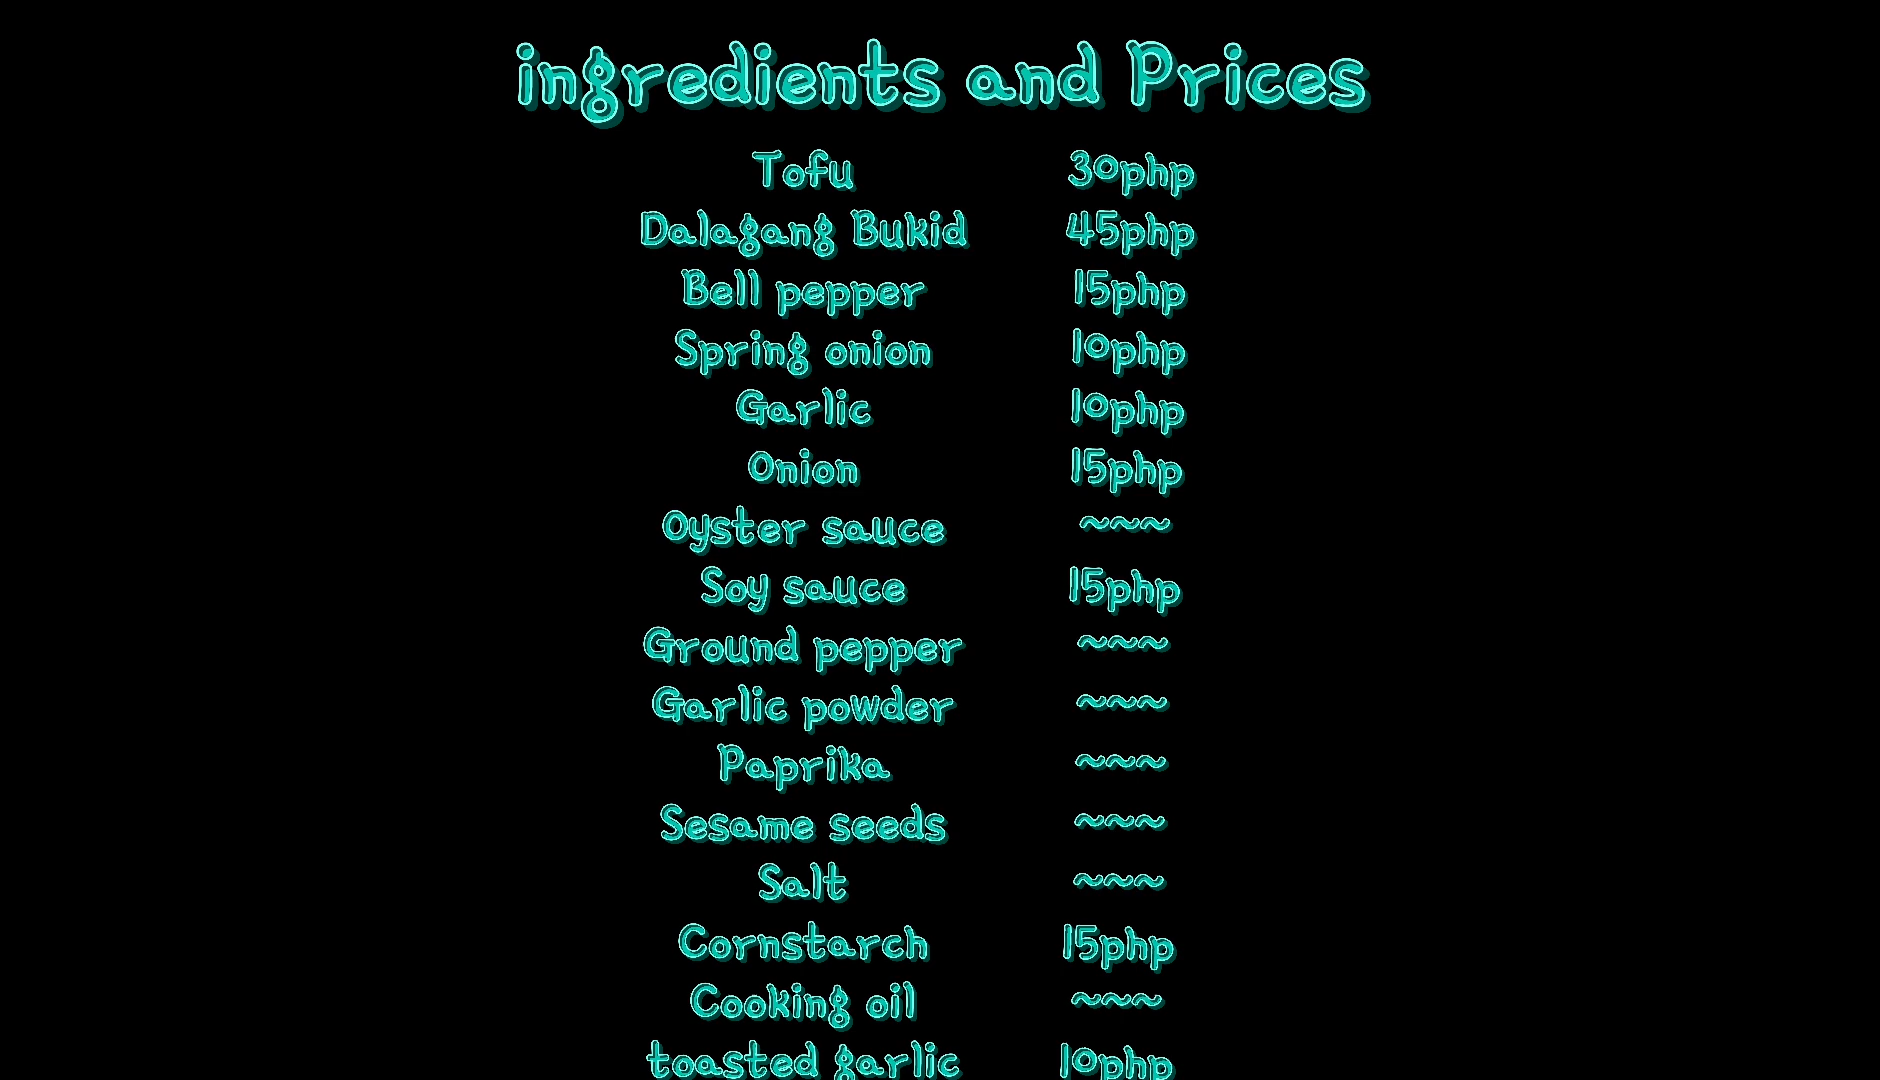 ingredients and Prices
Tofu 30php
Dalagang Bukid 45php
Bell pepper 15php
Spring onion 10php
Garlic 10php
Onion 15php
Oyster sauce ~~~
Soy sauce 15php
Ground pepper ~~~
Garlic powder ~~~
Paprika ~~~
Sesame seeds ~~~
Salt ~~~
Cornstarch 15php
Cooking oil ~~~
toasted garlic 10php